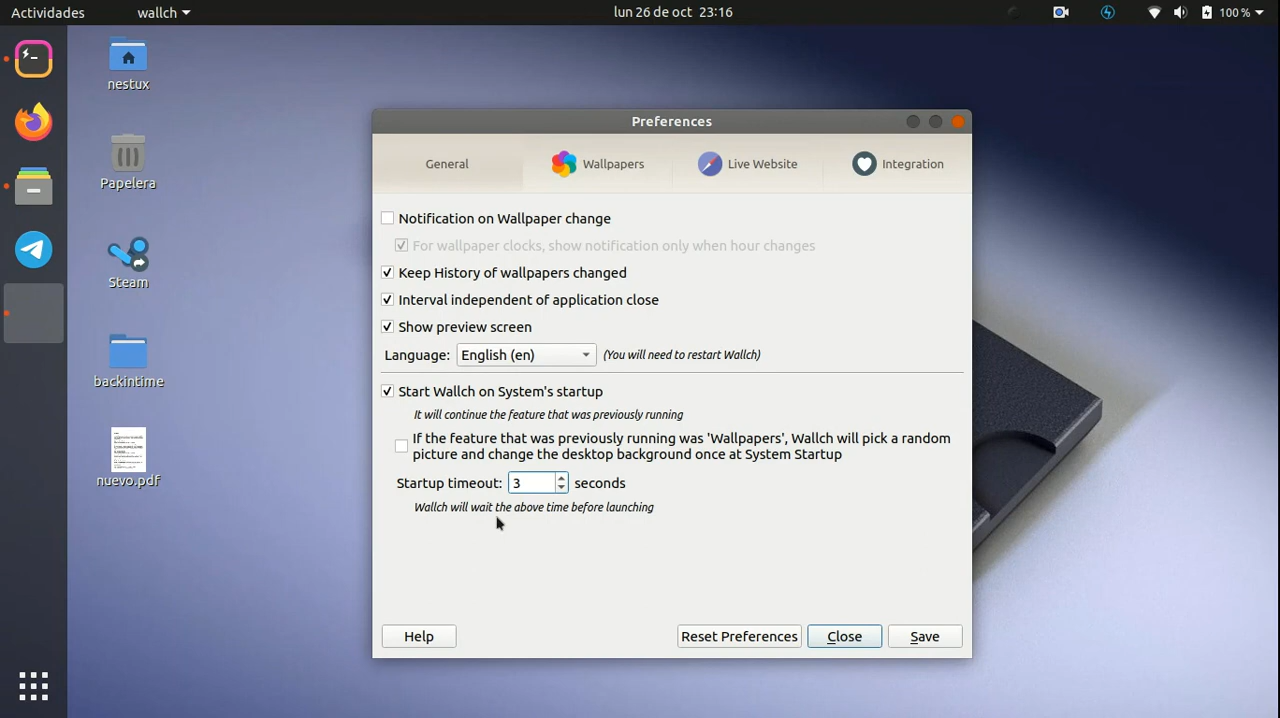 Actividades
wallch
lun 26 de oct 23:16
100 %
nestux
Papelera
Steam
backintime
nuevo.pdf
Preferences
General
Wallpapers
Live Website
Integration
Notification on Wallpaper change
For wallpaper clocks, show notification only when hour changes
Keep History of wallpapers changed
Interval independent of application close
Show preview screen
Language: English (en) (You will need to restart Wallch)
Start Wallch on System's startup
It will continue the feature that was previously running
If the feature that was previously running was 'Wallpapers', Wallch will pick a random
picture and change the desktop background once at System Startup
Startup timeout: 3 seconds
Wallch will wait the above time before launching
Help
Reset Preferences
Close
Save